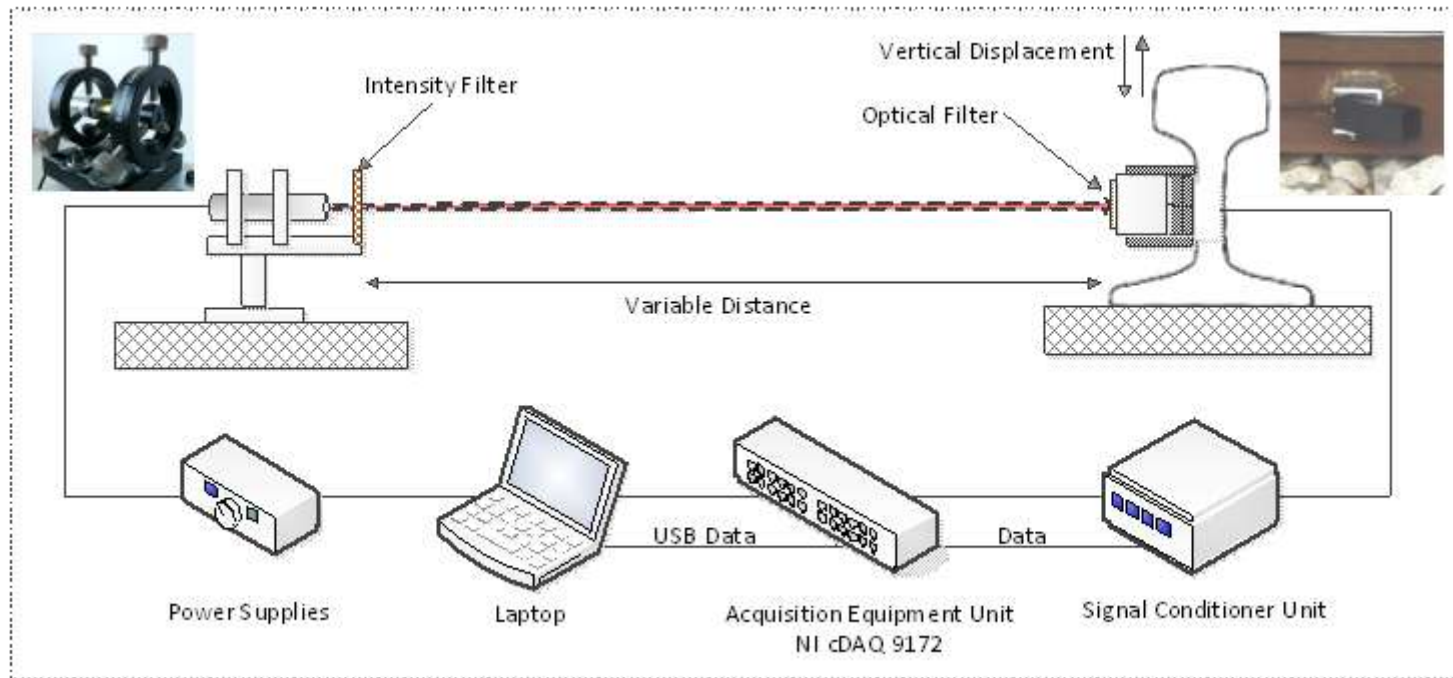 Vertical Displacement
Intensity Filter
Optical Filter
Variable Distance
USB Data
Data
Power Supplies
Laptop
Acquisition Equipment Unit
NI cDAQ 9172
Signal Conditioner Unit